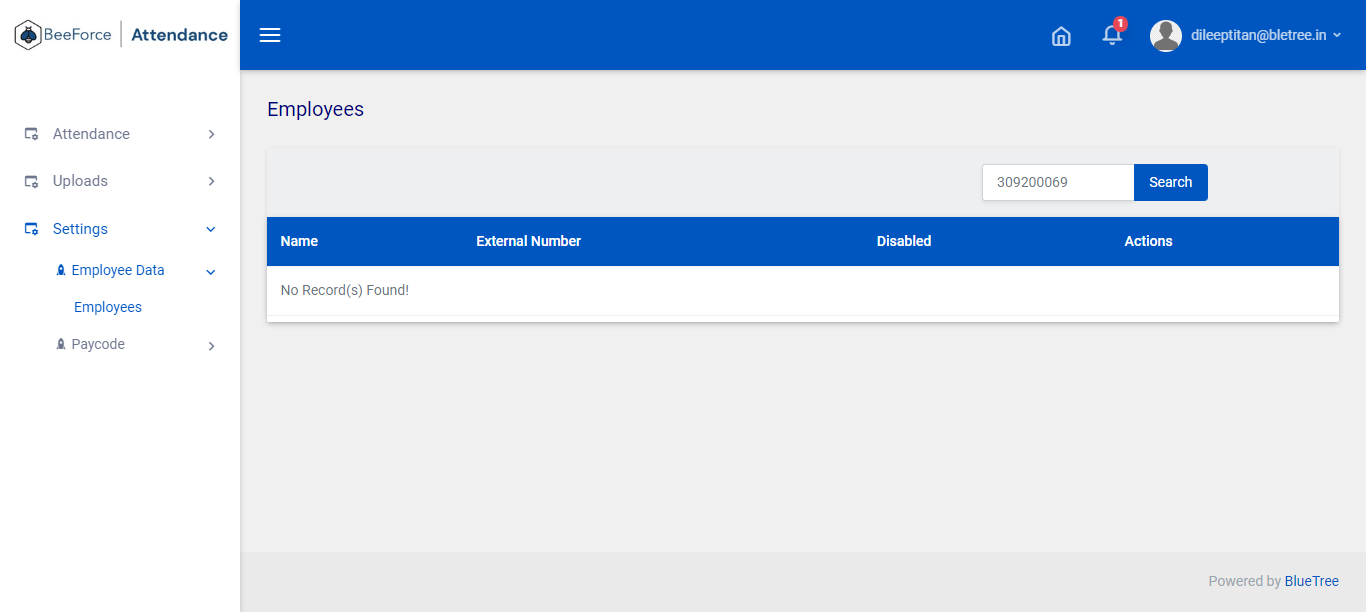 BeeForce | Attendance
1
dileeptitan@bletree.in
Attendance
Uploads
Settings
Employee Data
Employees
Paycode
Employees
309200069 Search
Name External Number Disabled Actions
No Record(s) Found!
Powered by BlueTree